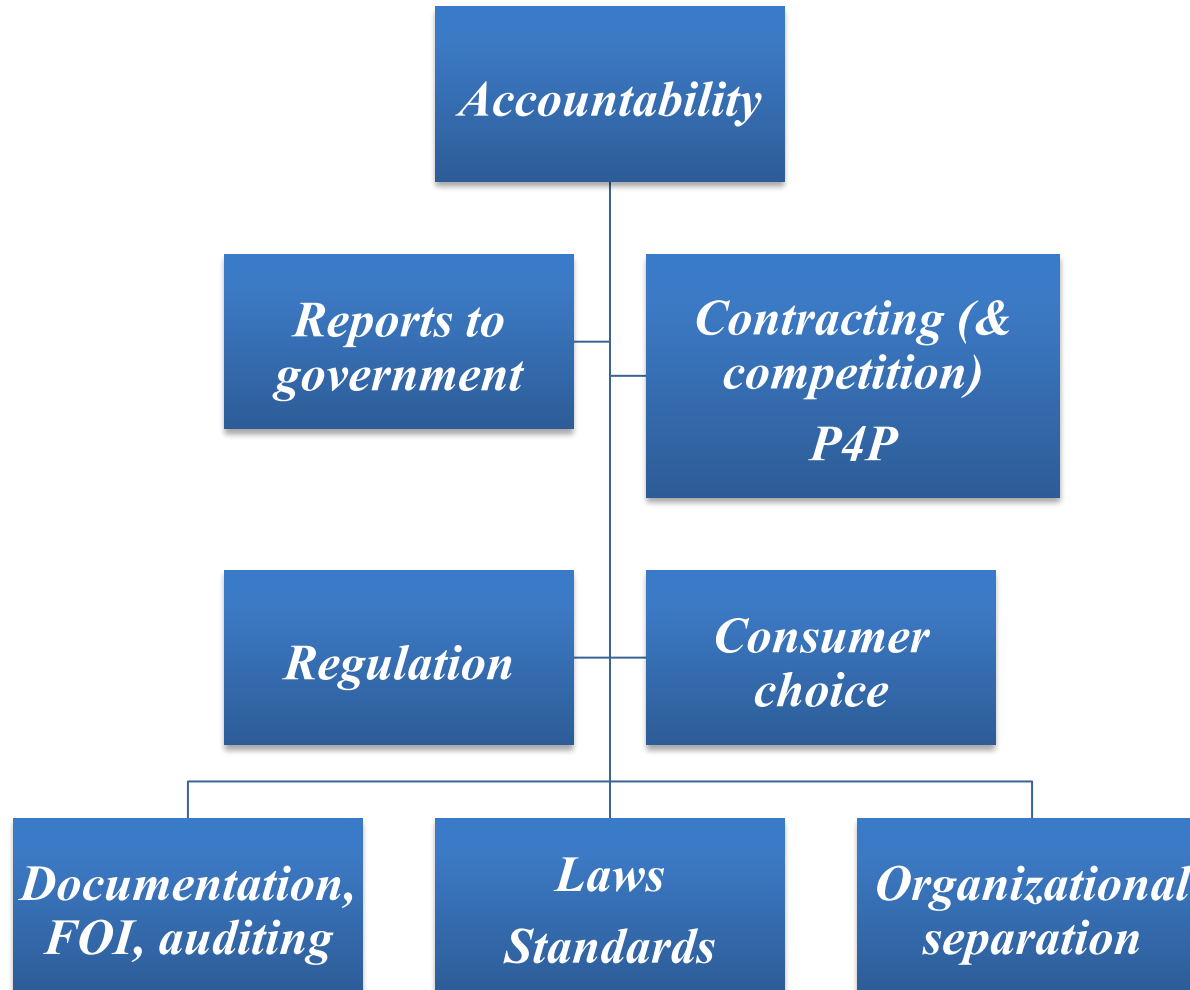 Accountability
Reports to
government
Contracting (&
competition)
P4P
Regulation
Consumer
choice
Documentation,
FOI, auditing
Laws
Standards
Organizational
separation